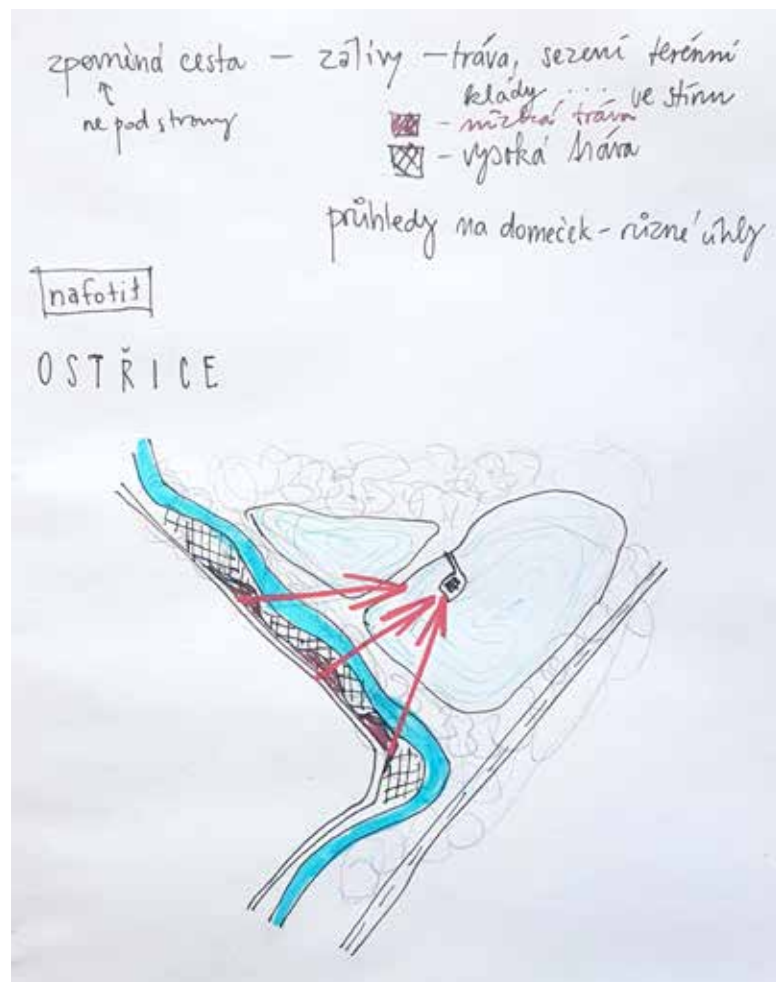 zpevněná cesta – zálivy – tráva, sezení terénní
klády ... ve stínu
ne pod stromy
– nízká tráva
– vysoká tráva
průhledy na domeček – různé úhly
nafotit
OSTŘICE